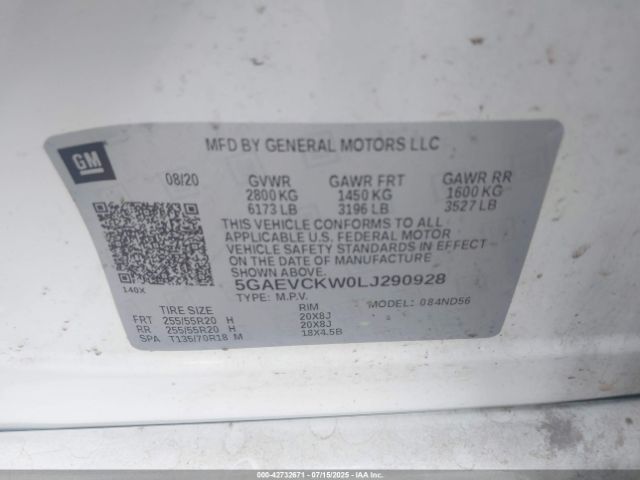 GM
MFD BY GENERAL MOTORS LLC
08/20 GVWR GAWR FRT GAWR RR
2800 KG 1450 KG 1600 KG
6173 LB 3196 LB 3527 LB
THIS VEHICLE CONFORMS TO ALL
APPLICABLE U.S. FEDERAL MOTOR
VEHICLE SAFETY STANDARDS IN
EFFECT ON THE DATE OF MANUFACTURE
SHOWN ABOVE.
140X
5GAEVCKW0LJ290928
TYPE: M.P.V. MODEL: 084ND56
TIRE SIZE RIM
FRT 255/55R20 H 20X8J
RR 255/55R20 H 20X8J
SPA T135/70R18 M 18X4.5B
000-42732671 07/15/2025 IAAI.COM